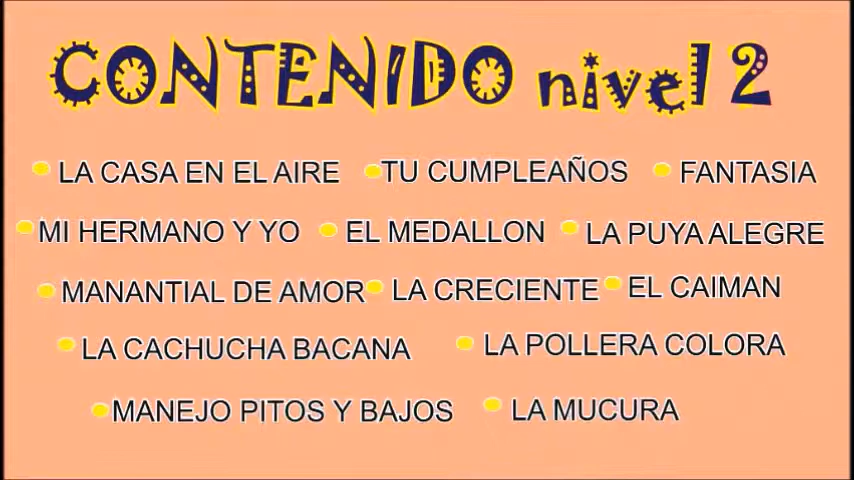 CONTENIDO nivel 2
LA CASA EN EL AIRE TU CUMPLEAÑOS FANTASIA
MI HERMANO Y YO EL MEDALLON LA PUYA ALEGRE
MANANTIAL DE AMOR LA CRECIENTE EL CAIMAN
LA CACHUCHA BACANA LA POLLERA COLORA
MANEJO PITOS Y BAJOS LA MUCURA